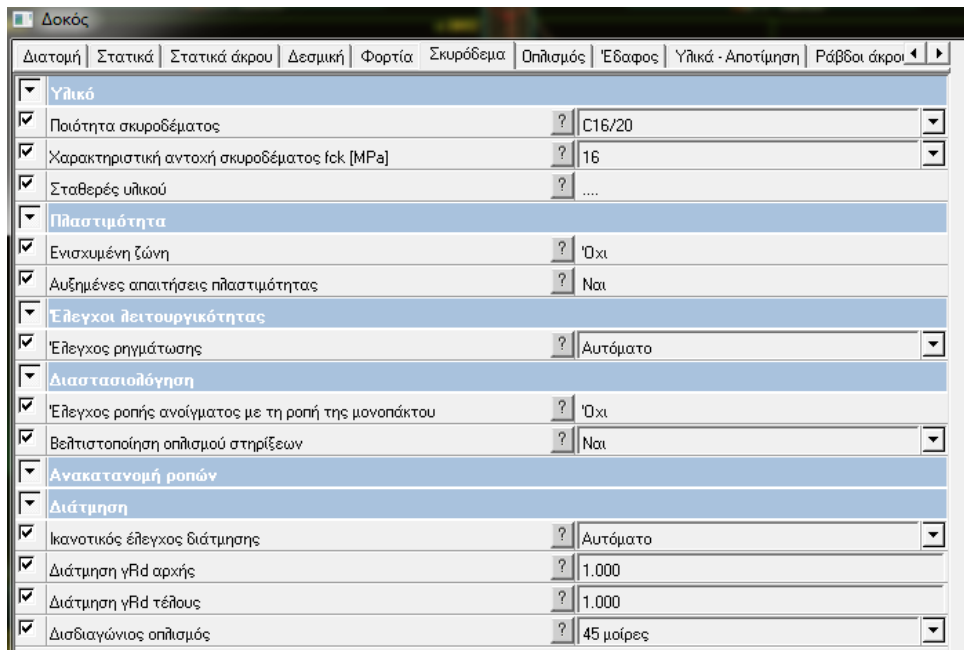 Δοκός
Διατομή Στατικά Στατικά άκρου Δεσμική Φορτία Σκυρόδεμα Οπλισμός Έδαφος Υλικά - Αποτίμηση Ράβδοι άκρου
Υλικό
Ποιότητα σκυροδέματος ? C16/20
Χαρακτηριστική αντοχή σκυροδέματος fck [MPa] ? 16
Σταθερές υλικού ? ....
Πλαστιμότητα
Ενισχυμένη ζώνη ? Όχι
Αυξημένες απαιτήσεις πλαστιμότητας ? Ναι
Έλεγχοι λειτουργικότητας
Έλεγχος ρηγμάτωσης ? Αυτόματο
Διαστασιολόγηση
Έλεγχος ροπής ανοίγματος με τη ροπή της μονοπάκτου ? Όχι
Βελτιστοποίηση οπλισμού στηρίξεων ? Ναι
Ανακατανομή ροπών
Διάτμηση
Ικανοτικός έλεγχος διάτμησης ? Αυτόματο
Διάτμηση γRd αρχής ? 1.000
Διάτμηση γRd τέλους ? 1.000
Δισδιαγώνιος οπλισμός ? 45 μοίρες